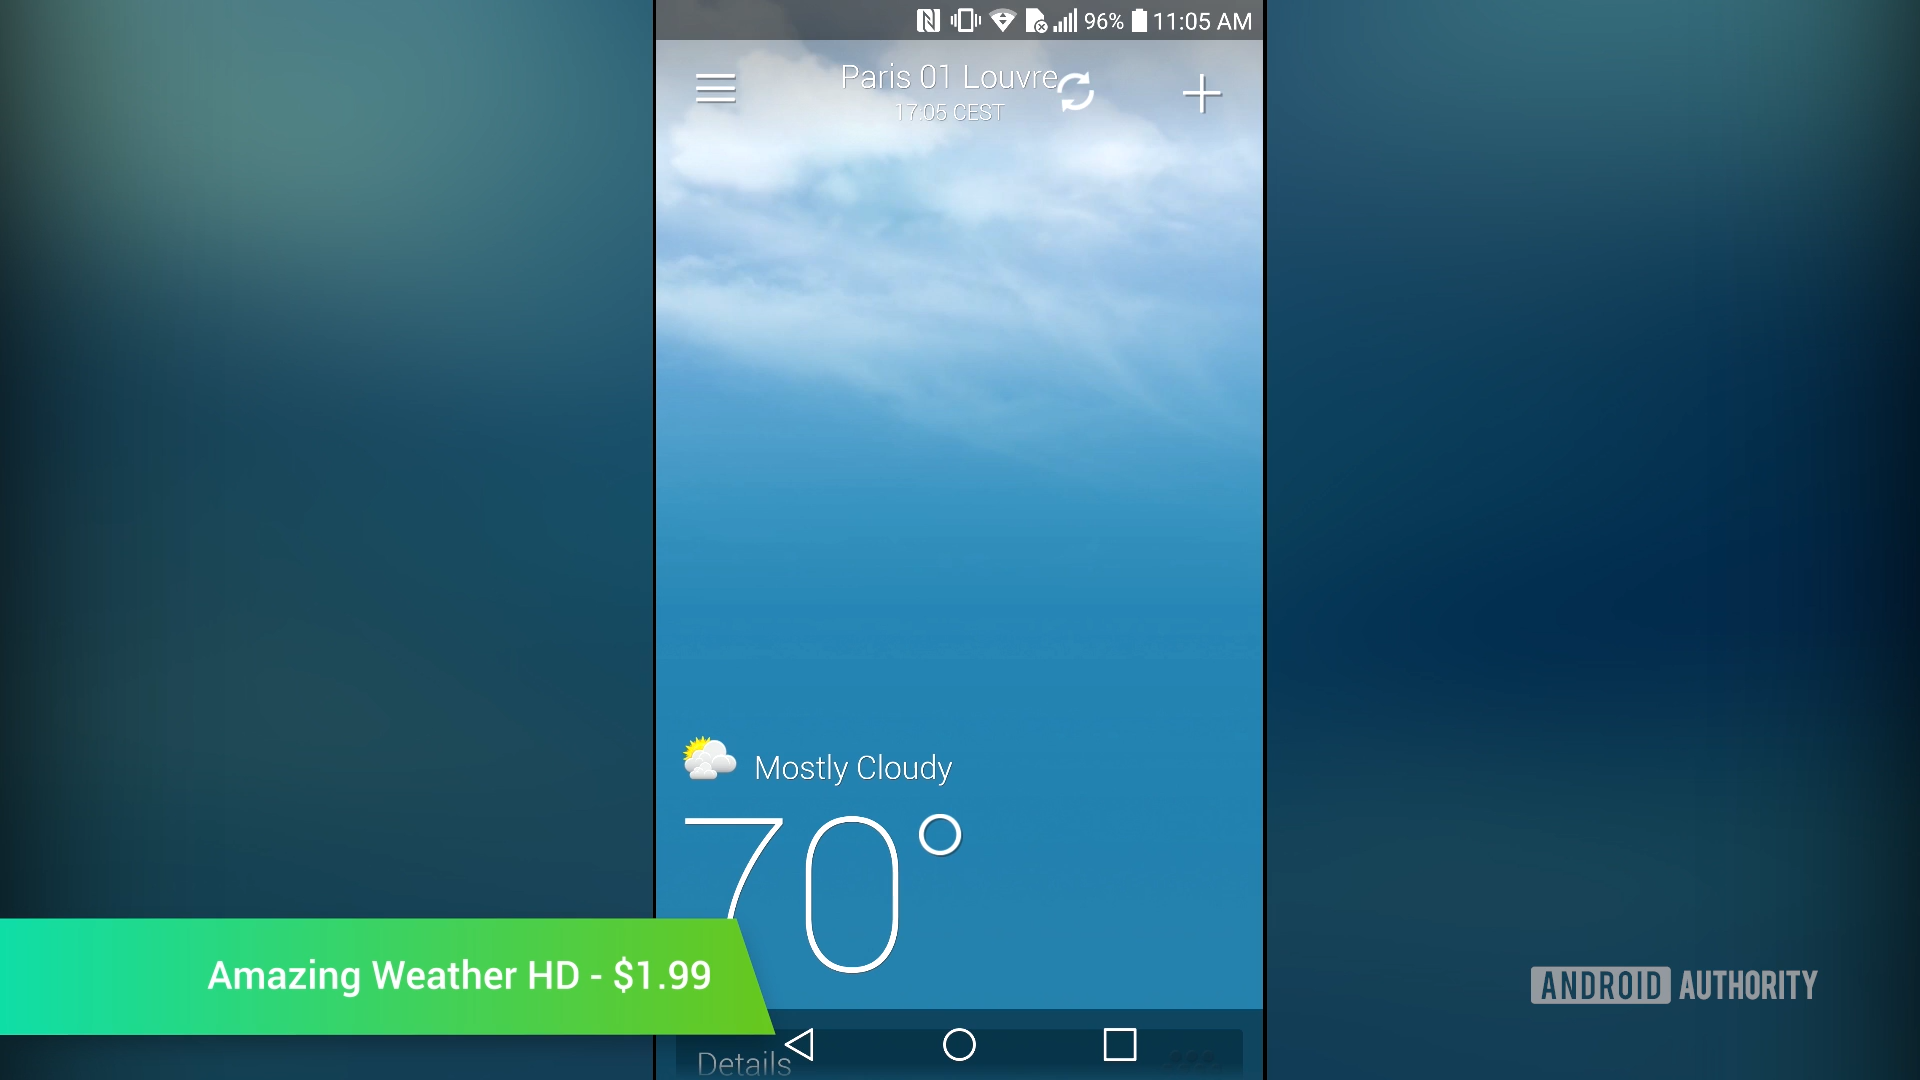 96% 11:05 AM
Paris 01 Louvre
17:05 CEST
Mostly Cloudy
70°
Amazing Weather HD - $1.99
ANDROID AUTHORITY
Details